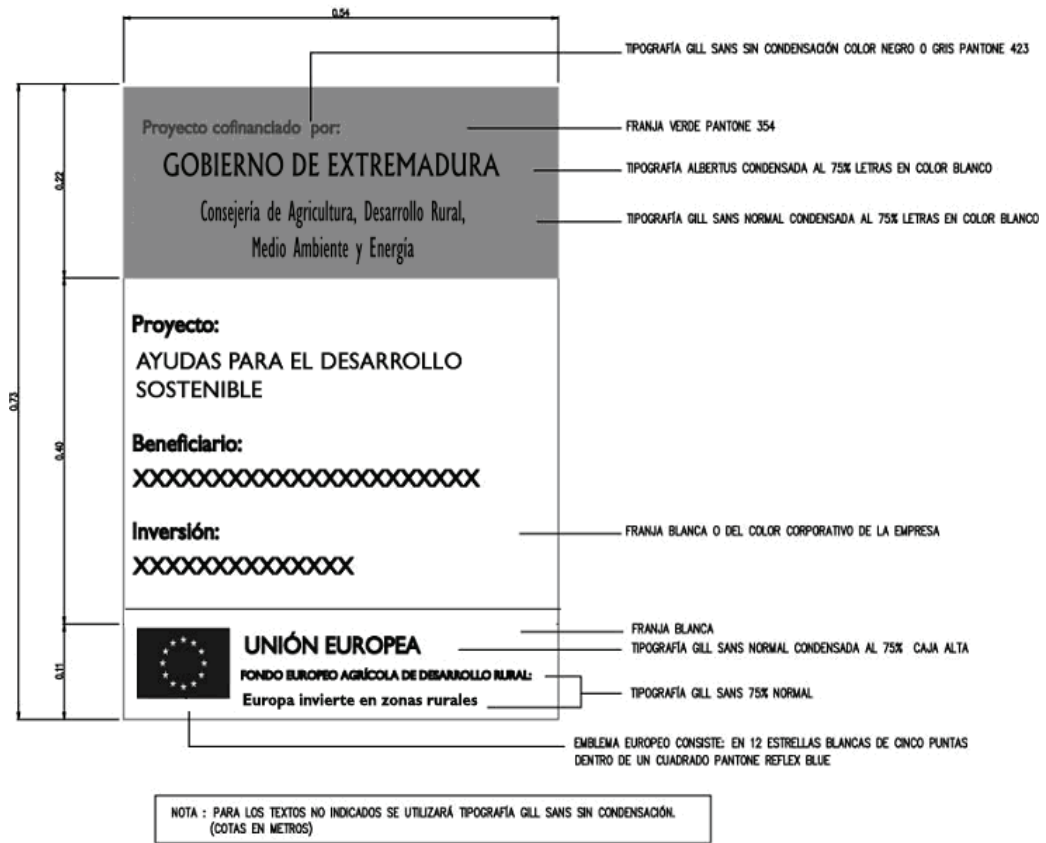 0.54
TIPOGRAFÍA GILL SANS SIN CONDENSACIÓN COLOR NEGRO O GRIS PANTONE 423
Proyecto cofinanciado por:
FRANJA VERDE PANTONE 354
GOBIERNO DE EXTREMADURA
TIPOGRAFÍA ALBERTUS CONDENSADA AL 75% LETRAS EN COLOR BLANCO
0.22
Consejería de Agricultura, Desarrollo Rural,
Medio Ambiente y Energía
TIPOGRAFÍA GILL SANS NORMAL CONDENSADA AL 75% LETRAS EN COLOR BLANCO
Proyecto:
AYUDAS PARA EL DESARROLLO
SOSTENIBLE
0.73
0.40
Beneficiario:
XXXXXXXXXXXXXXXXXXXXXX
Inversión:
XXXXXXXXXXXXXX
FRANJA BLANCA O DEL COLOR CORPORATIVO DE LA EMPRESA
0.11
UNIÓN EUROPEA
FONDO EUROPEO AGRÍCOLA DE DESARROLLO RURAL:
Europa invierte en zonas rurales
FRANJA BLANCA
TIPOGRAFÍA GILL SANS NORMAL CONDENSADA AL 75% CAJA ALTA
TIPOGRAFÍA GILL SANS 75% NORMAL
EMBLEMA EUROPEO CONSISTE: EN 12 ESTRELLAS BLANCAS DE CINCO PUNTAS
DENTRO DE UN CUADRADO PANTONE REFLEX BLUE
NOTA : PARA LOS TEXTOS NO INDICADOS SE UTILIZARÁ TIPOGRAFÍA GILL SANS SIN CONDENSACIÓN.
(COTAS EN METROS)